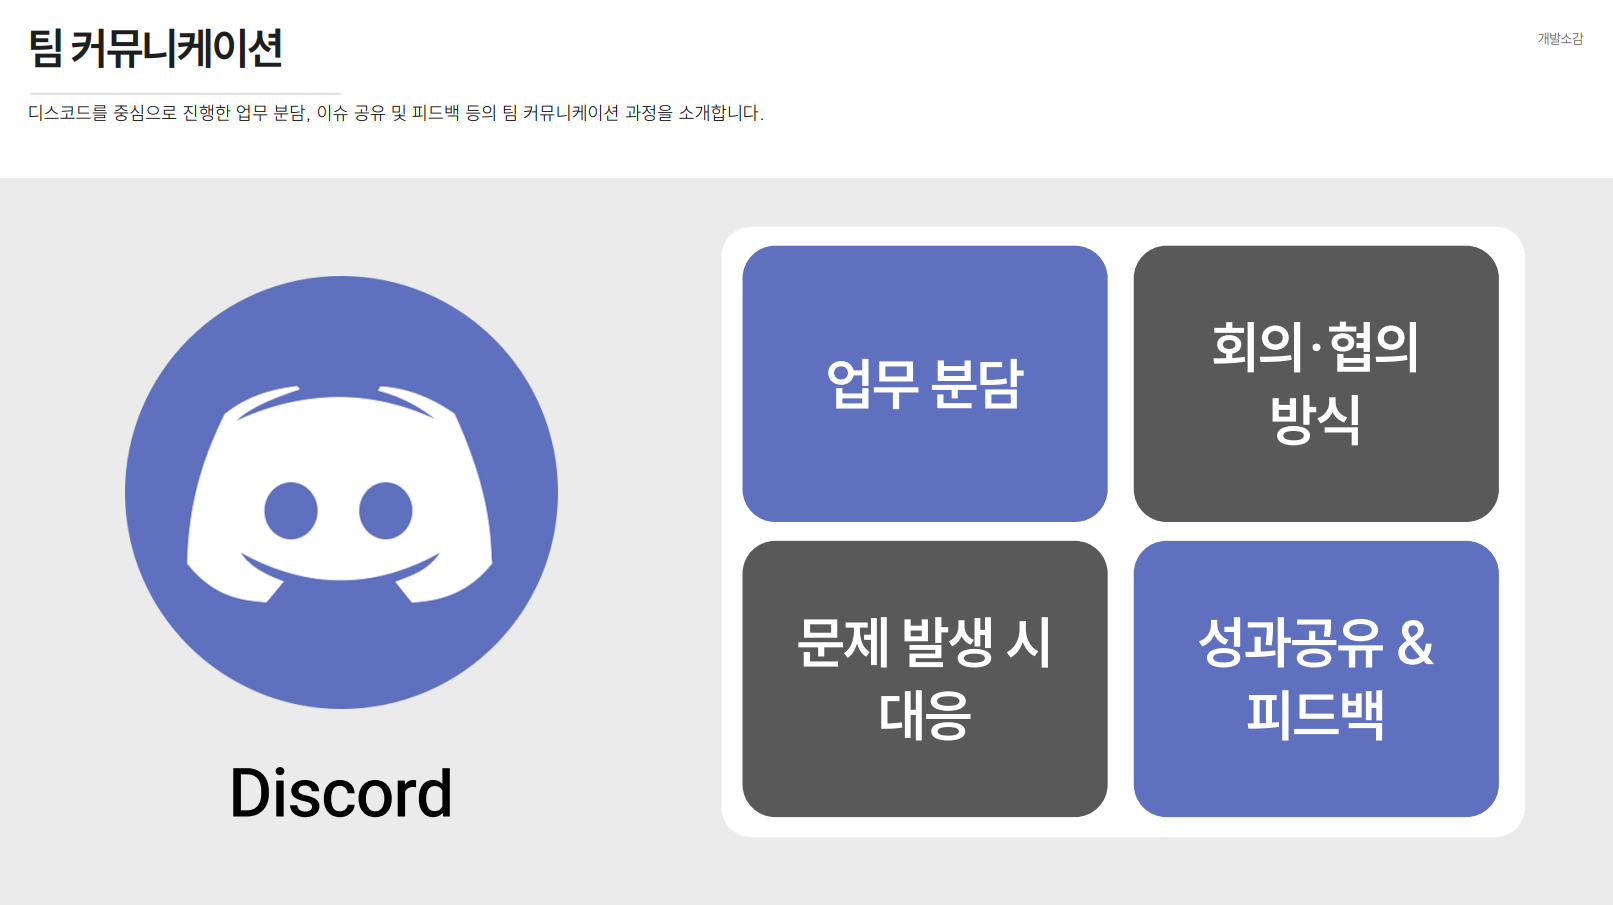 팀 커뮤니케이션
개발소감
디스코드를 중심으로 진행한 업무 분담, 이슈 공유 및 피드백 등의 팀 커뮤니케이션 과정을 소개합니다.
업무 분담
회의·협의
방식
문제 발생 시
대응
성과공유 &
피드백
Discord